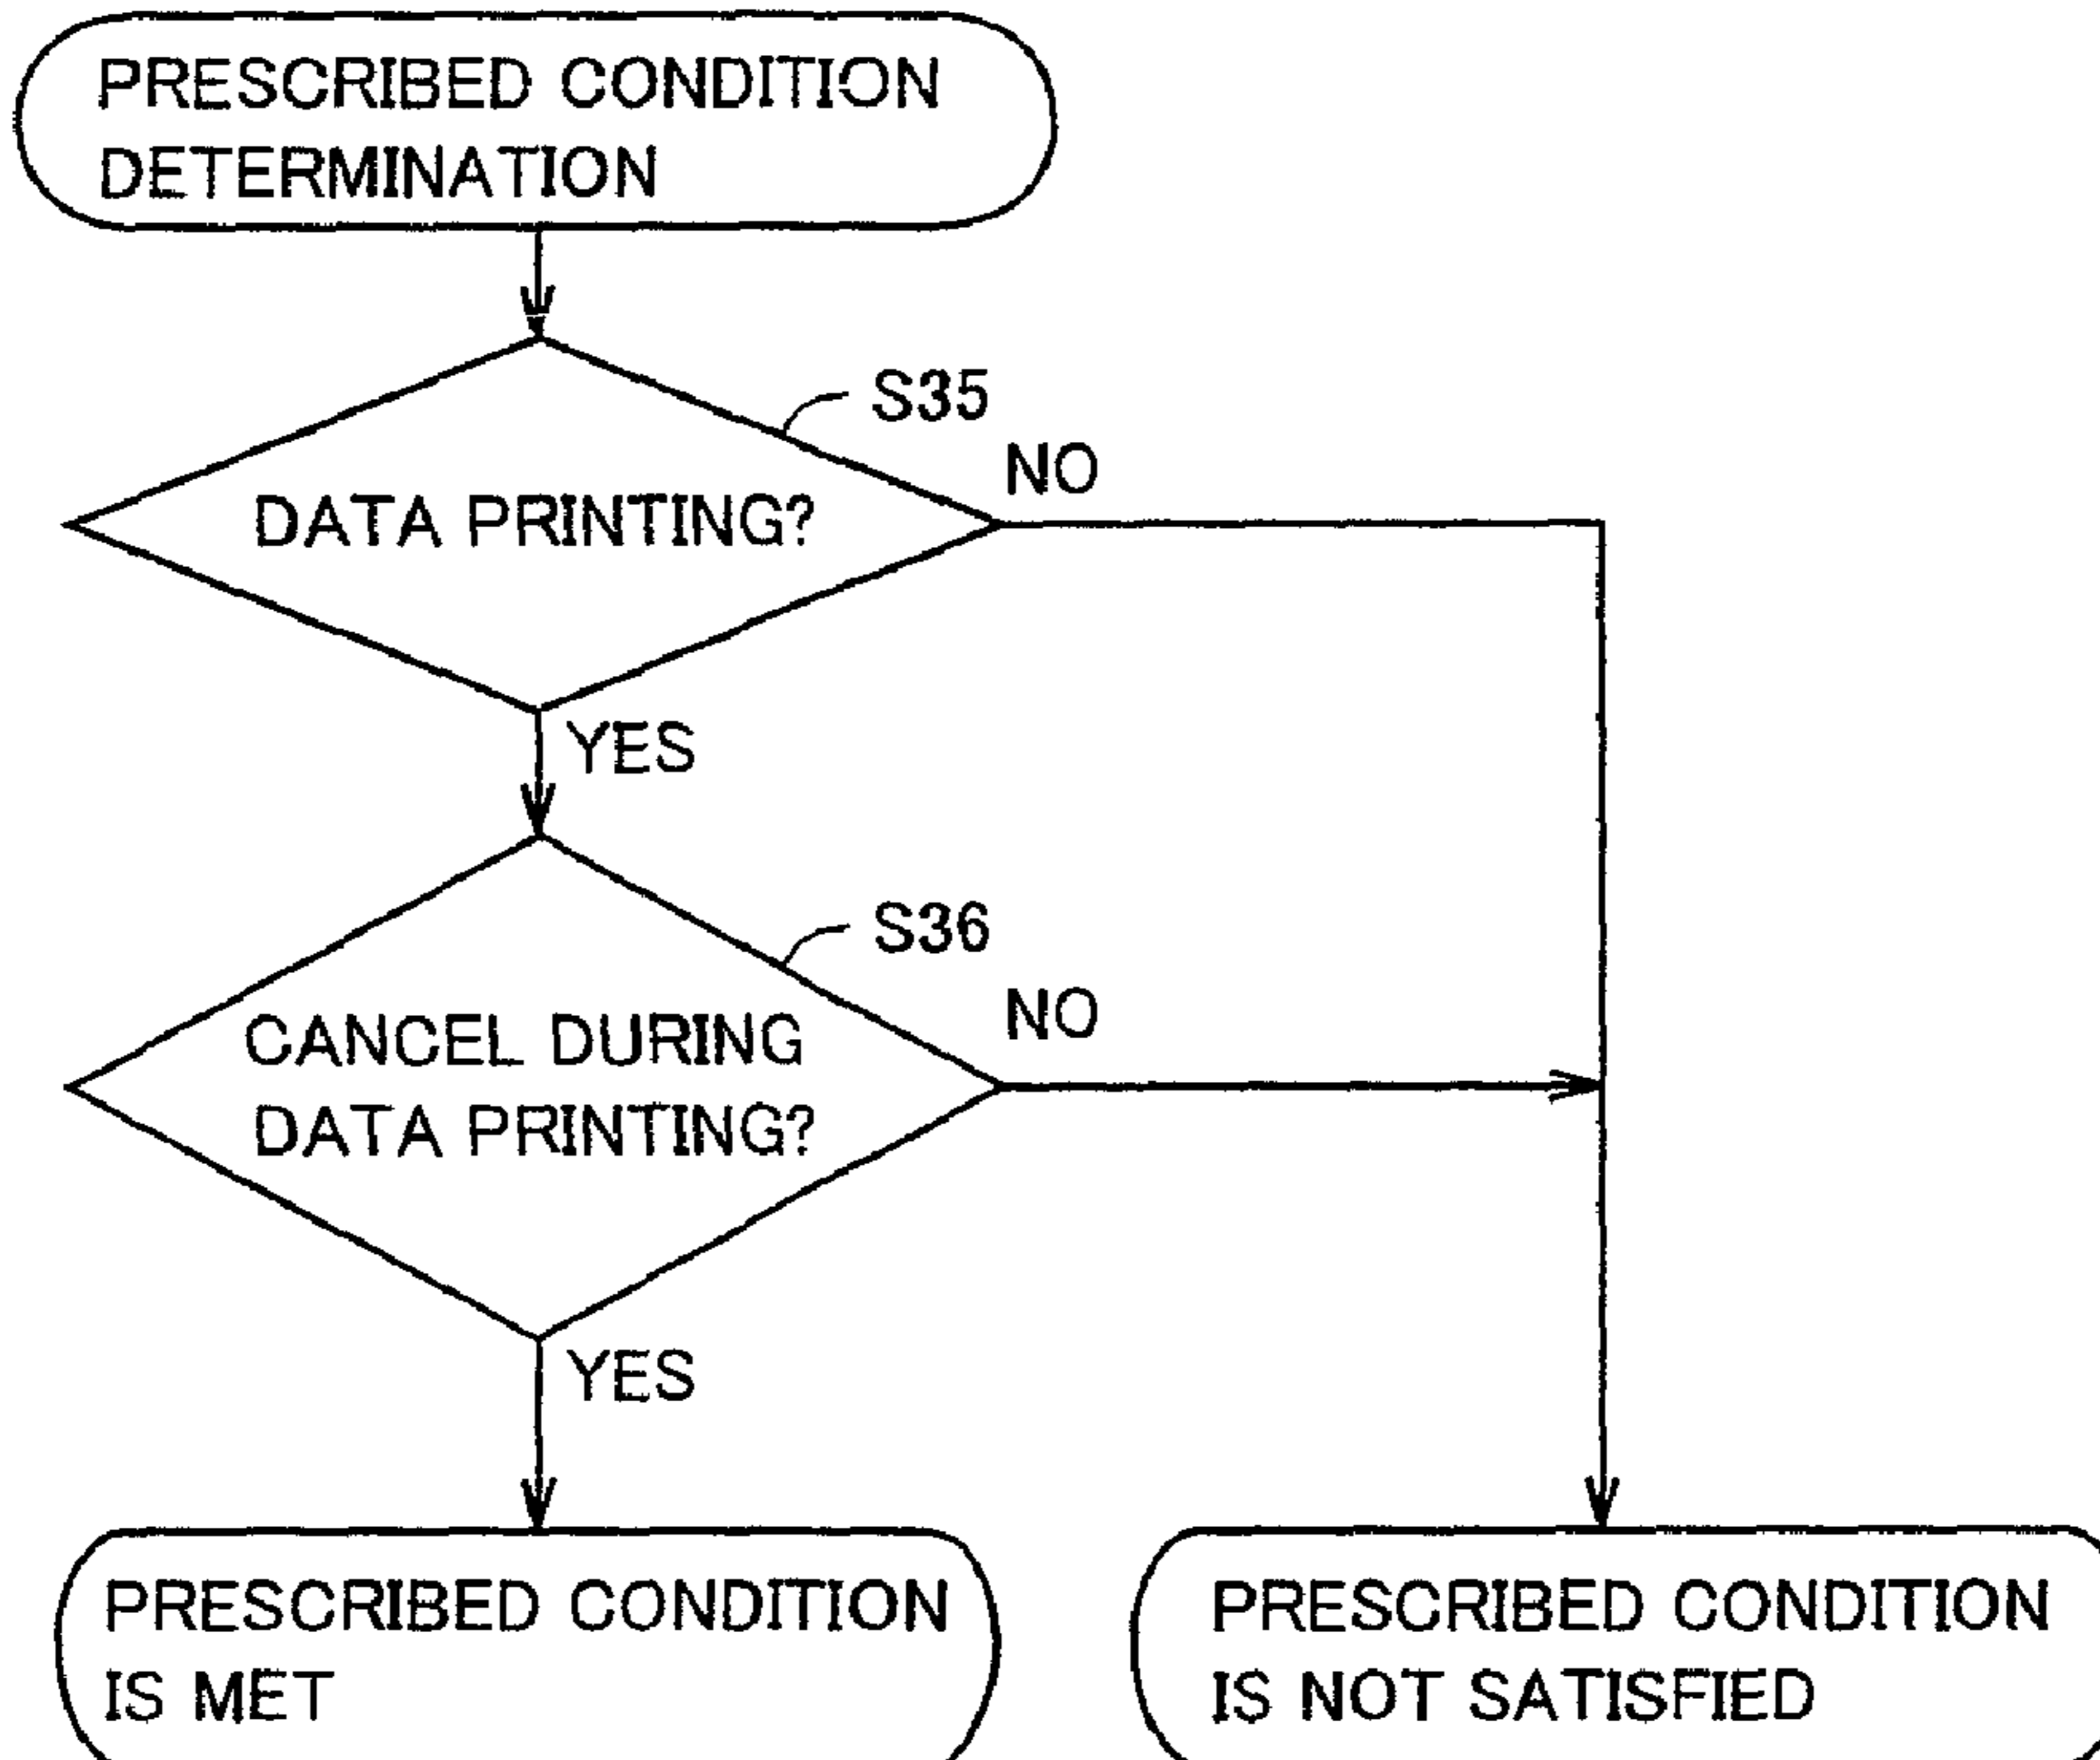 PRESCRIBED CONDITION
DETERMINATION
S35
NO
DATA PRINTING?
YES
S36
NO
CANCEL DURING
DATA PRINTING?
YES
PRESCRIBED CONDITION
IS MET
PRESCRIBED CONDITION
IS NOT SATISFIED